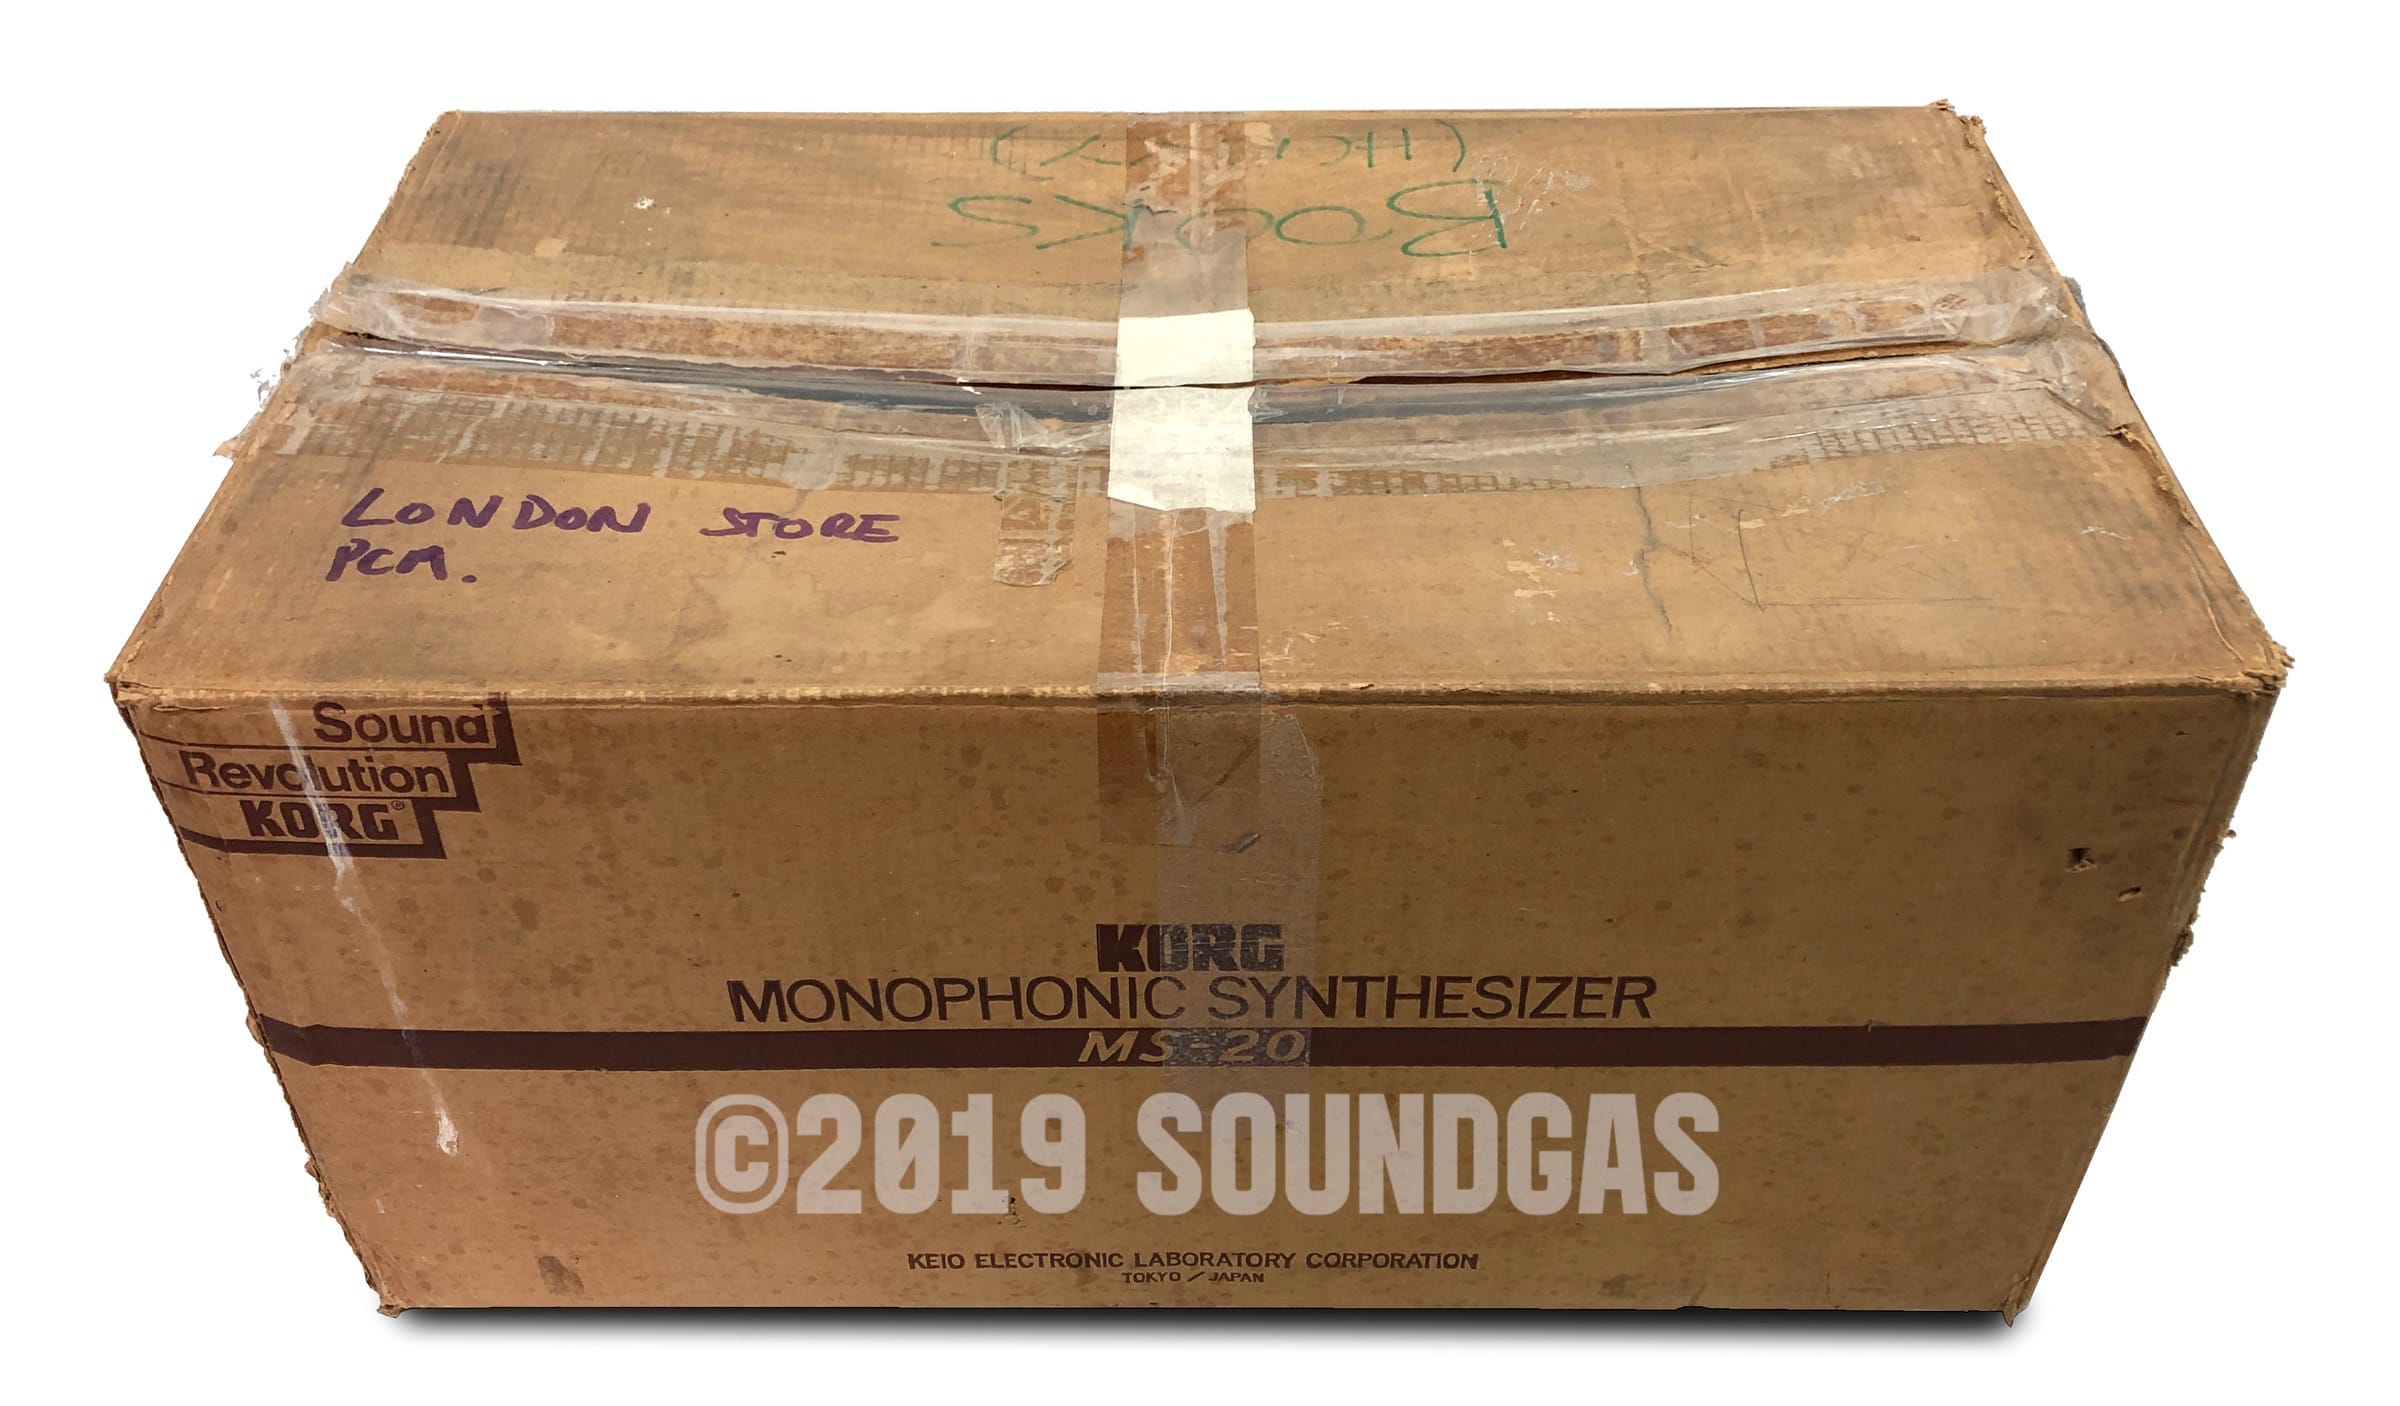 BOOKS
LONDON STORE
PCM.
Sound
Revolution
KORG®
KORG
MONOPHONIC SYNTHESIZER
MS-20
©2019 SOUNDGAS
KEIO ELECTRONIC LABORATORY CORPORATION
TOKYO / JAPAN